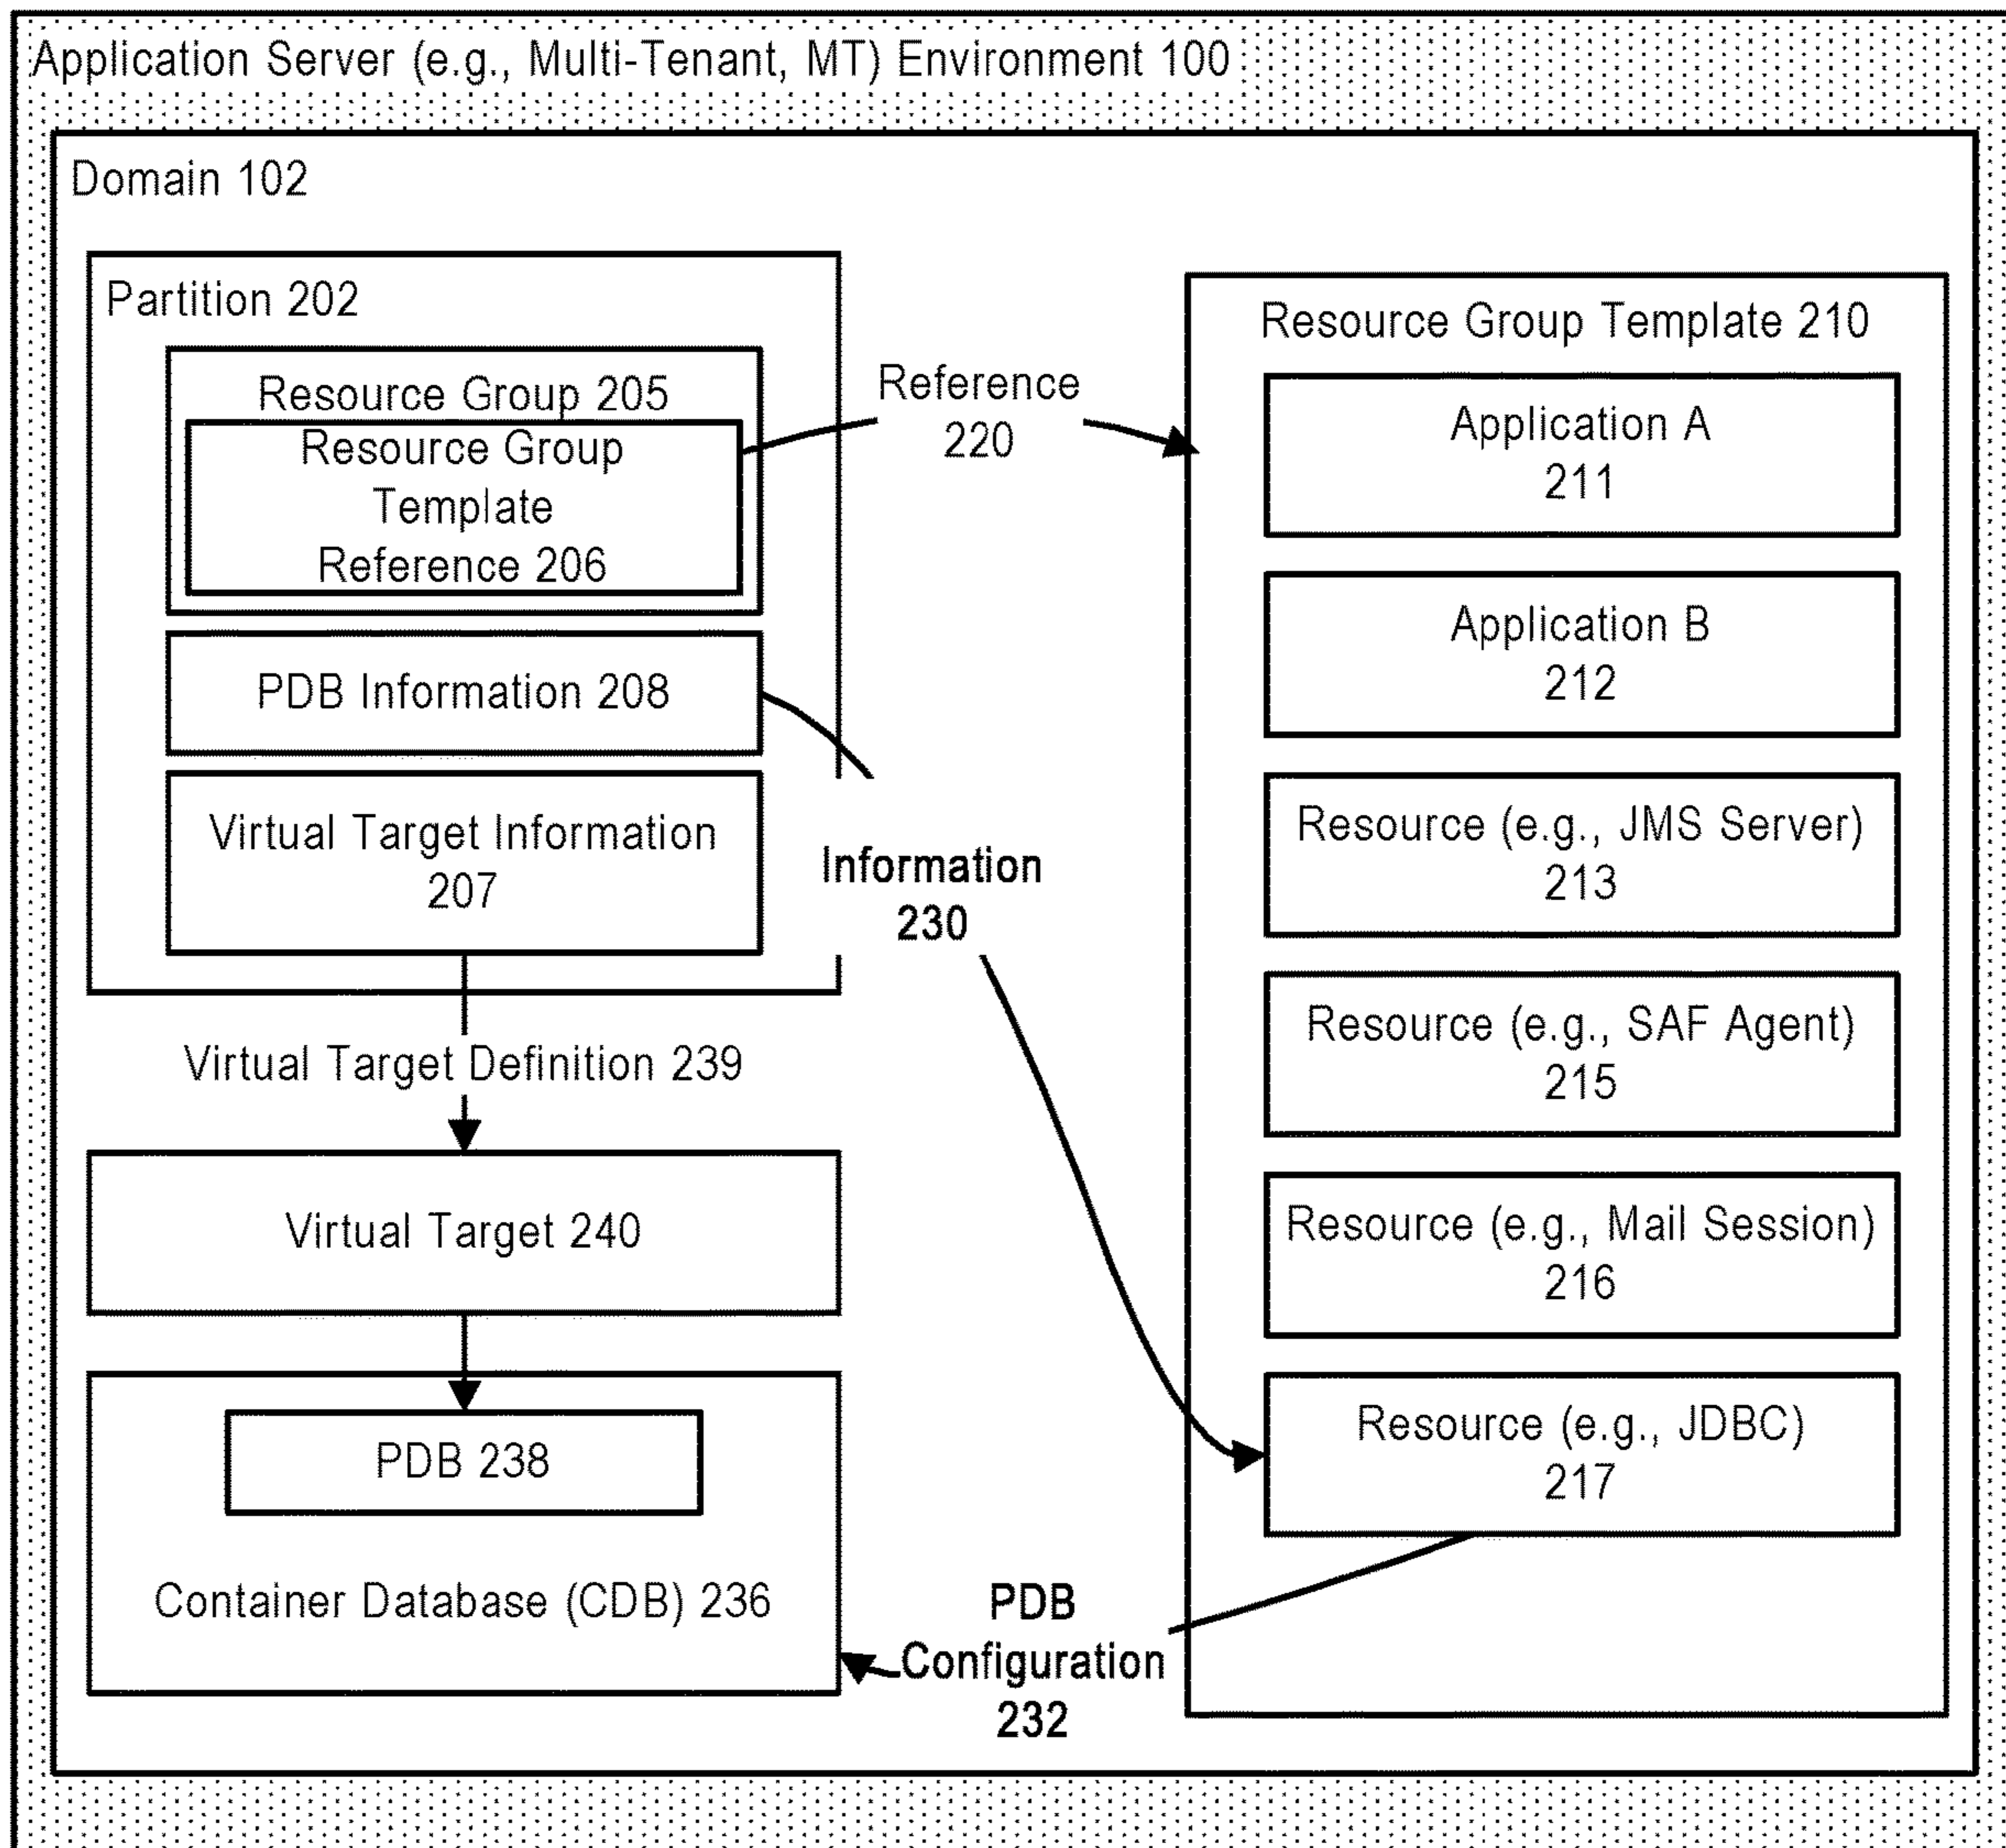 Application Server (e.g., Multi-Tenant, MT) Environment 100
Domain 102
Partition 202
Resource Group 205
Resource Group
Template
Reference 206
PDB Information 208
Virtual Target Information
207
Reference
220
Information
230
Virtual Target Definition 239
Virtual Target 240
PDB 238
Container Database (CDB) 236
PDB
Configuration
232
Resource Group Template 210
Application A
211
Application B
212
Resource (e.g., JMS Server)
213
Resource (e.g., SAF Agent)
215
Resource (e.g., Mail Session)
216
Resource (e.g., JDBC)
217